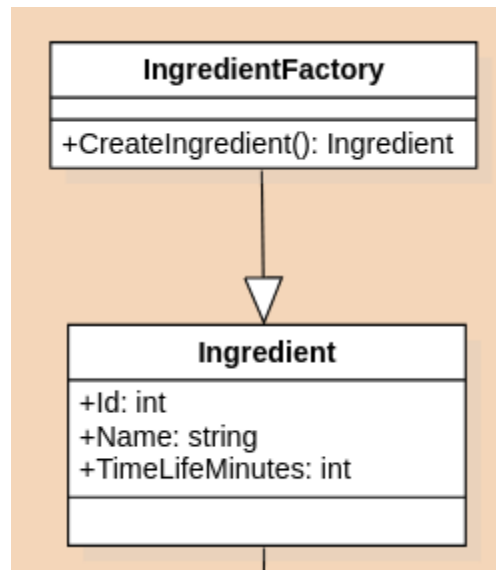 IngredientFactory
+CreateIngredient(): Ingredient
Ingredient
+Id: int
+Name: string
+TimeLifeMinutes: int